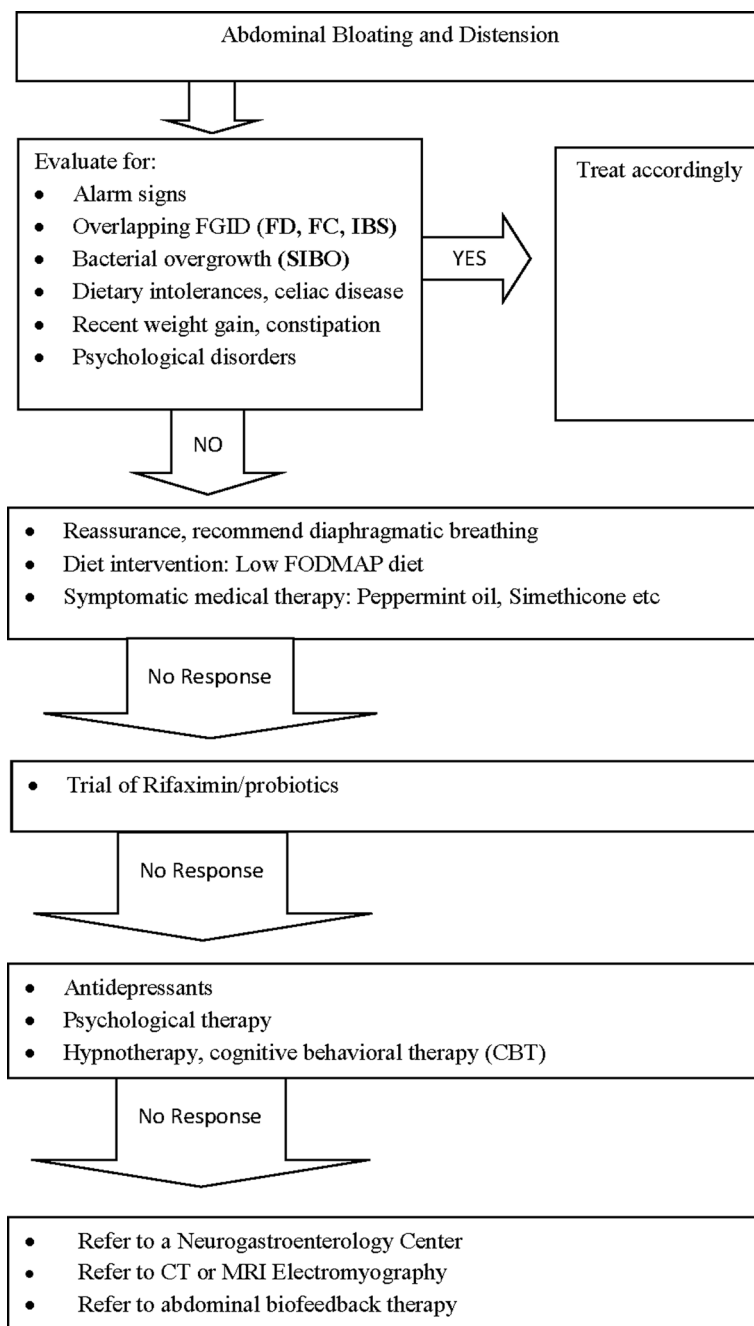 Abdominal Bloating and Distension
Evaluate for:
• Alarm signs
• Overlapping FGID (FD, FC, IBS)
• Bacterial overgrowth (SIBO)
• Dietary intolerances, celiac disease
• Recent weight gain, constipation
• Psychological disorders
YES
Treat accordingly
NO
• Reassurance, recommend diaphragmatic breathing
• Diet intervention: Low FODMAP diet
• Symptomatic medical therapy: Peppermint oil, Simethicone etc
No Response
• Trial of Rifaximin/probiotics
No Response
• Antidepressants
• Psychological therapy
• Hypnotherapy, cognitive behavioral therapy (CBT)
No Response
• Refer to a Neurogastroenterology Center
• Refer to CT or MRI Electromyography
• Refer to abdominal biofeedback therapy